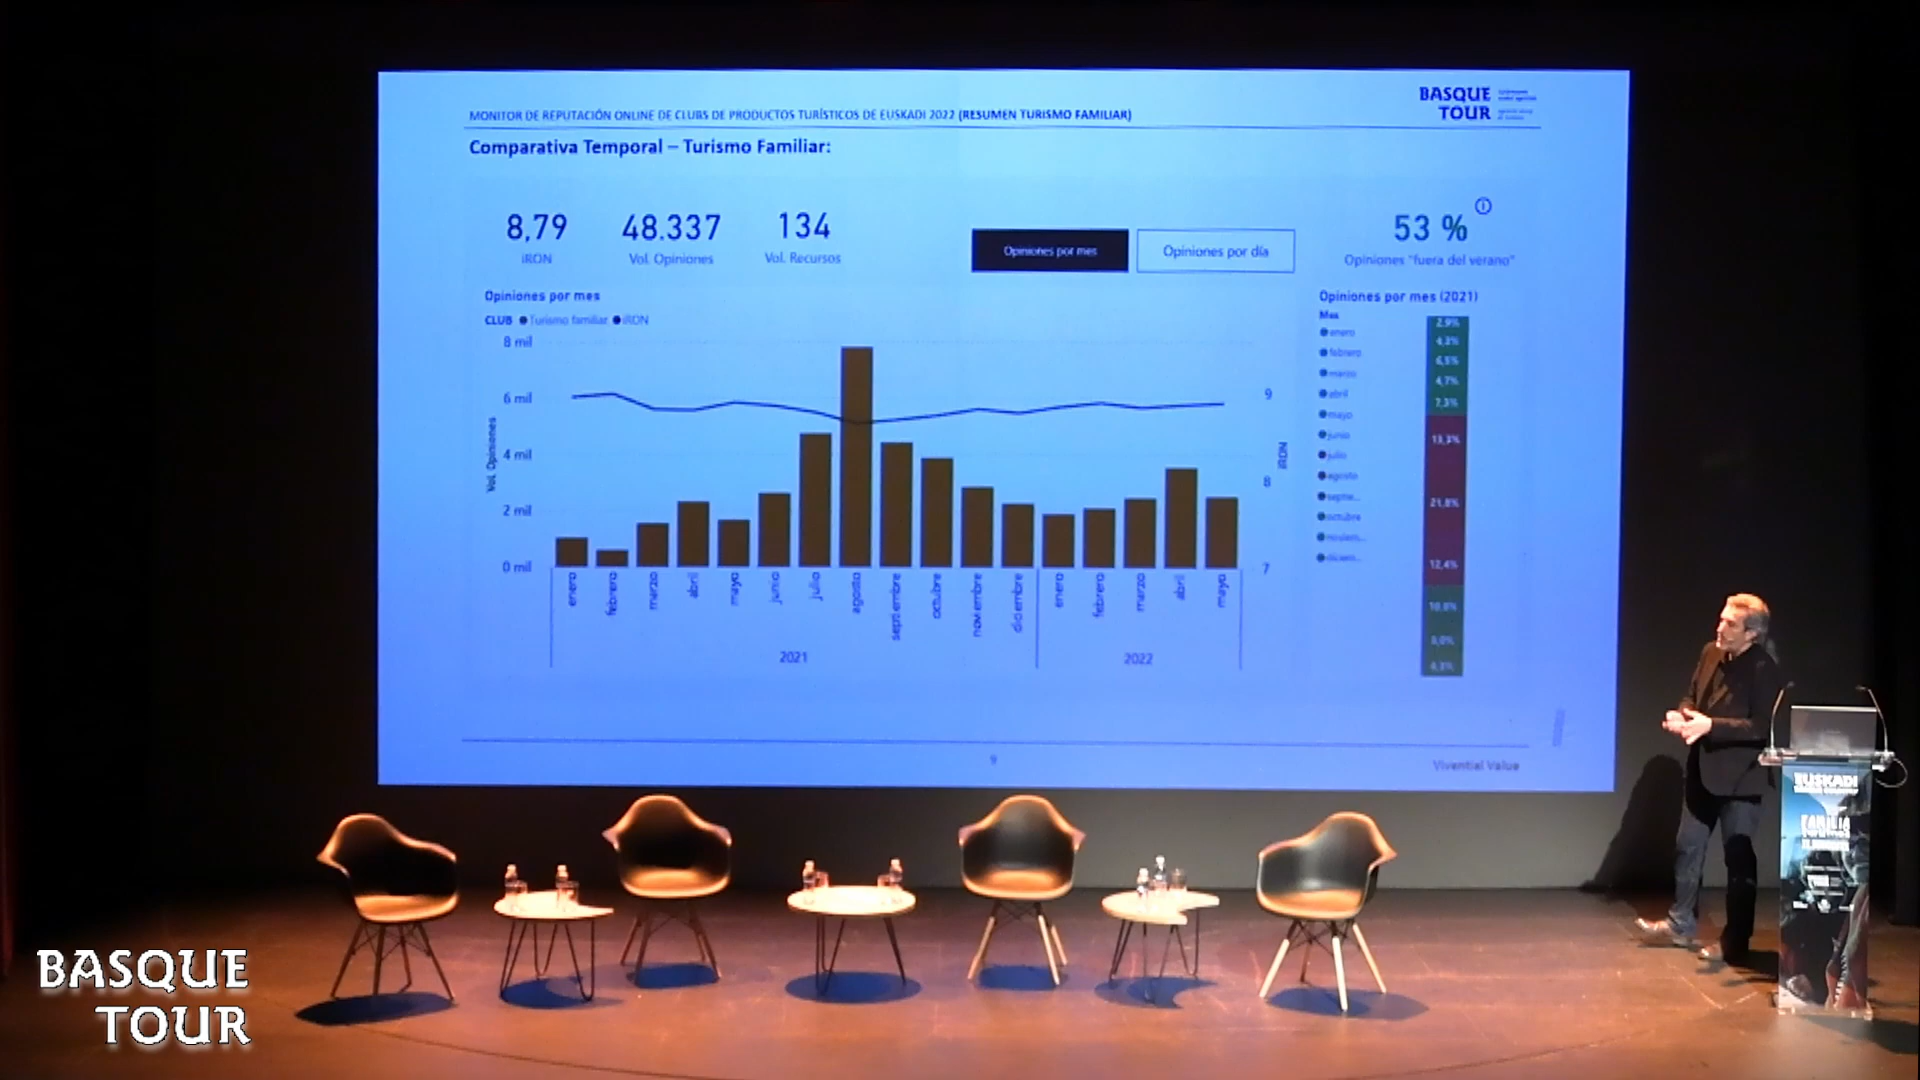 MONITOR DE REPUTACIÓN ONLINE DE CLUBS DE PRODUCTOS TURÍSTICOS DE EUSKADI 2022 (RESUMEN TURISMO FAMILIAR)
BASQUE
TOUR
Comparativa Temporal – Turismo Familiar:
8,79
iRON
48.337
Vol. Opiniones
134
Vol. Recursos
Opiniones por mes
Opiniones por día
53 %
Opiniones "fuera del verano"
Opiniones por mes
CLUB Turismo familiar iRON
8 mil
6 mil
4 mil
2 mil
0 mil
Vol. Opiniones
9
8
7
iRON
enero
febrero
marzo
abril
mayo
junio
julio
agosto
septiembre
octubre
noviembre
diciembre
enero
febrero
marzo
abril
mayo
2021
2022
Opiniones por mes (2021)
Mes
enero
febrero
marzo
abril
mayo
junio
julio
agosto
septie...
octubre
noviem...
diciem...
2,9%
4,3%
6,5%
4,7%
7,3%
13,3%
21,8%
12,4%
10,8%
8,0%
6,3%
9
Vivential Value
EUSKADI
FAMILIA
BASQUE
TOUR